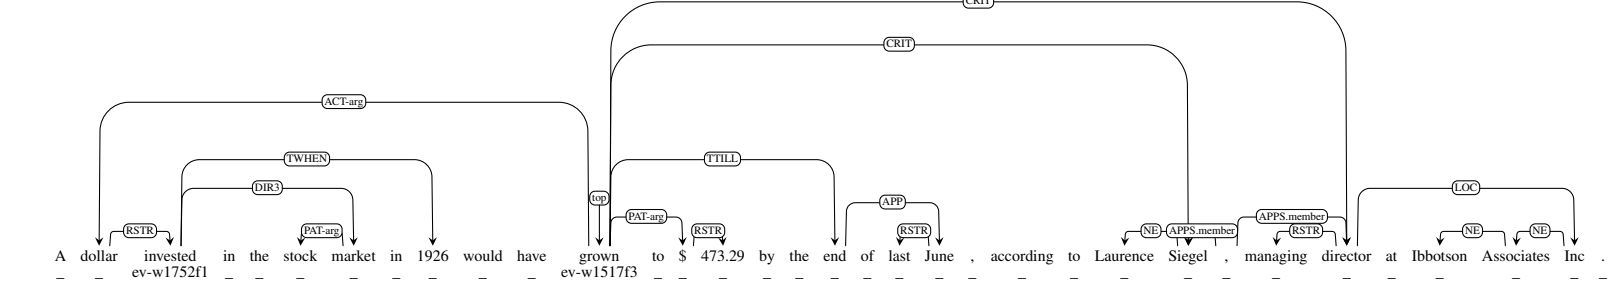 CRIT
CRIT
ACT-arg
TWHEN TTILL
DIR3 LOC
top
APP
PAT-arg APPS.member
RSTR PAT-arg RSTR RSTR NE APPS.member RSTR NE NE
A dollar invested in the stock market in 1926 would have grown to $ 473.29 by the end of last June , according to Laurence Siegel , managing director at Ibbotson Associates Inc .
_ _ ev-w1752f1 _ _ _ _ _ _ _ _ ev-w1517f3 _ _ _ _ _ _ _ _ _ _ _ _ _ _ _ _ _ _ _ _ _ _